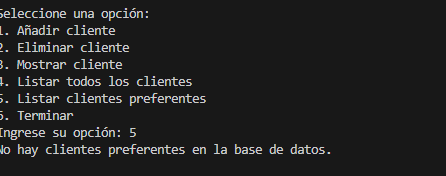 Seleccione una opción:
1. Añadir cliente
2. Eliminar cliente
3. Mostrar cliente
4. Listar todos los clientes
5. Listar clientes preferentes
6. Terminar
Ingrese su opción: 5
No hay clientes preferentes en la base de datos.